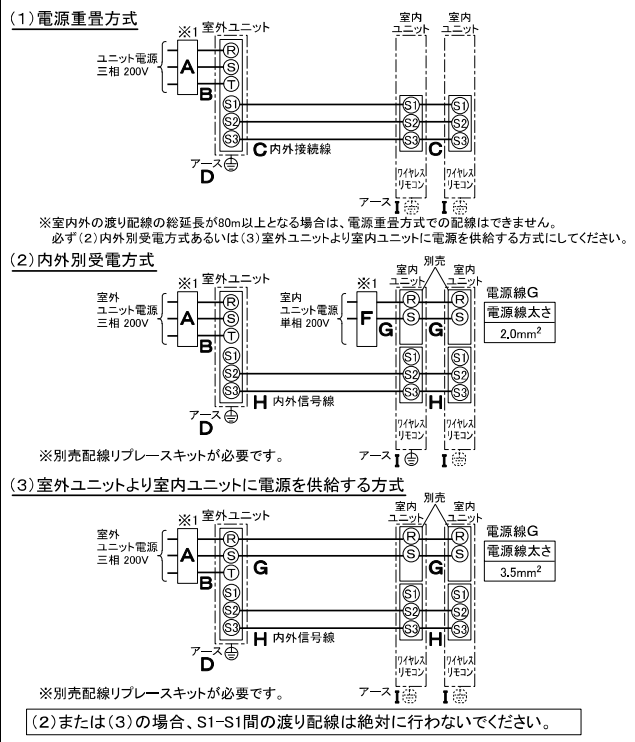 (1)電源重畳方式
※1 室外ユニット
室内
ユニット
室内
ユニット
ユニット電源
三相 200V
A
B
R
S
T
S1
S2
S3
S1
S2
S3
S1
S2
S3
C 内外接続線
C
アース
D
ワイヤレス
リモコン
ワイヤレス
リモコン
アース I
I
※室内外の渡り配線の総延長が80m以上となる場合は、電源重畳方式での配線はできません。
必ず(2)内外別受電方式あるいは(3)室外ユニットより室内ユニットに電源を供給する方式にしてください。
(2)内外別受電方式
※1 室外ユニット
室外
ユニット電源
三相 200V
A
B
R
S
T
S1
S2
S3
※1
室内
ユニット電源
単相 200V
F
G
G
室内
ユニット
別売
室内
ユニット
R
S
S1
S2
S3
R
S
S1
S2
S3
電源線G
電源線太さ
2.0mm²
H 内外信号線
H
アース
D
ワイヤレス
リモコン
ワイヤレス
リモコン
※別売配線リプレースキットが必要です。
アース I
I
(3)室外ユニットより室内ユニットに電源を供給する方式
※1 室外ユニット
室外
ユニット電源
三相 200V
A
B
R
S
T
S1
S2
S3
G
G
室内
ユニット
別売
室内
ユニット
R
S
S1
S2
S3
R
S
S1
S2
S3
電源線G
電源線太さ
3.5mm²
H 内外信号線
H
アース
D
ワイヤレス
リモコン
ワイヤレス
リモコン
※別売配線リプレースキットが必要です。
アース I
I
(2)または(3)の場合、S1-S1間の渡り配線は絶対に行わないでください。